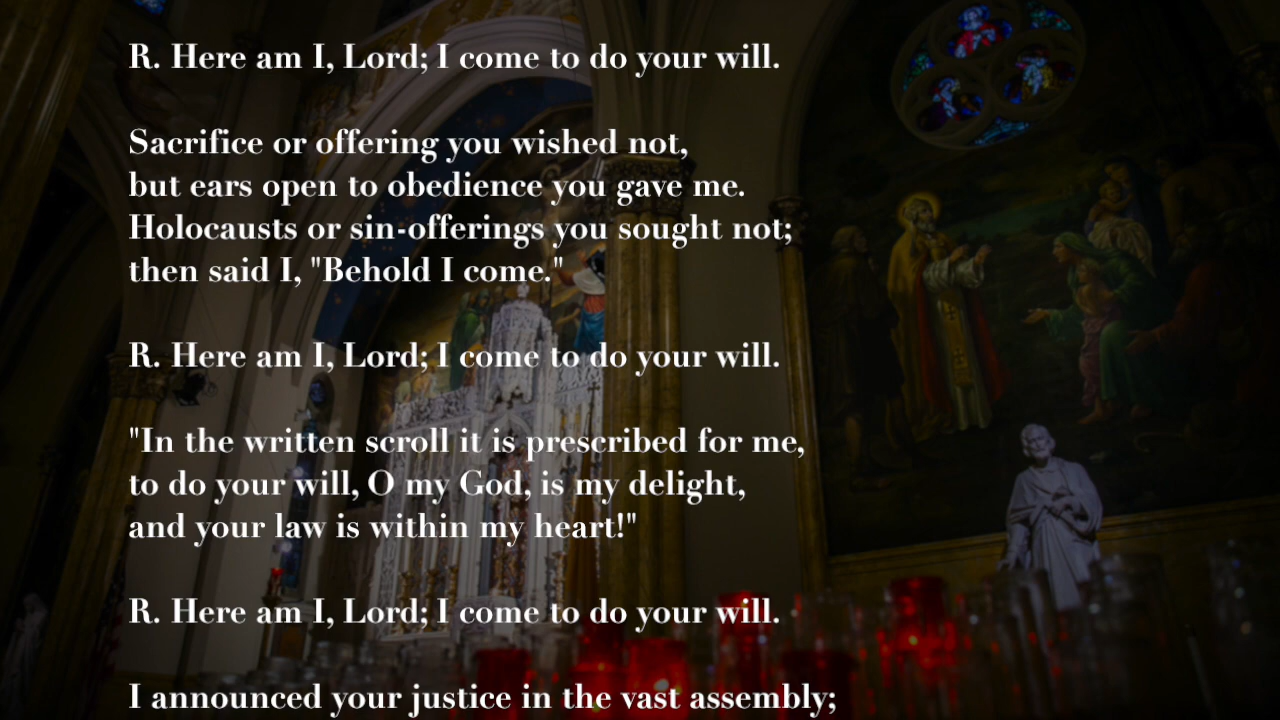 R. Here am I, Lord; I come to do your will.
Sacrifice or offering you wished not,
but ears open to obedience you gave me.
Holocausts or sin-offerings you sought not;
then said I, "Behold I come."
R. Here am I, Lord; I come to do your will.
"In the written scroll it is prescribed for me,
to do your will, O my God, is my delight,
and your law is within my heart!"
R. Here am I, Lord; I come to do your will.
I announced your justice in the vast assembly;